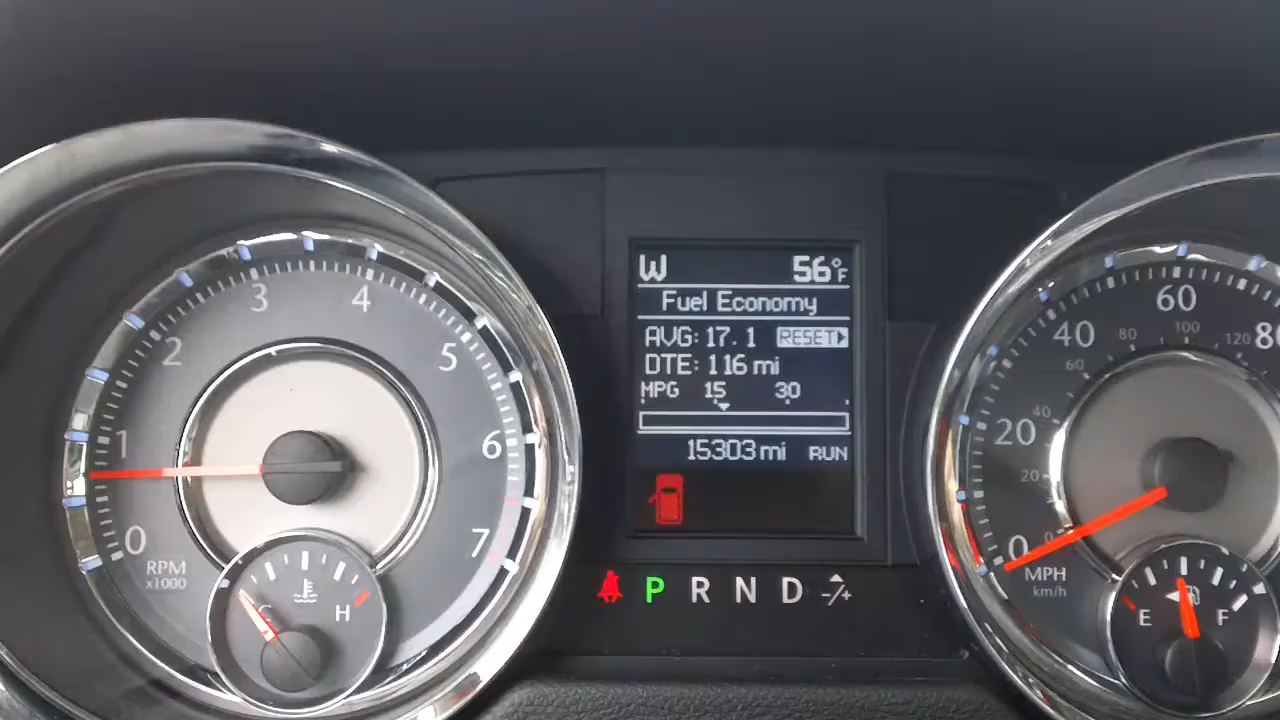 W 56°F
Fuel Economy
AVG: 17.1 RESET
DTE: 116 mi
MPG 15 30
15303 mi RUN
P R N D -/+
0 1 2 3 4 5 6 7
RPM
x1000
C H
0 20 40 60 80
0 20 40 60 80 100 120
MPH
km/h
E F